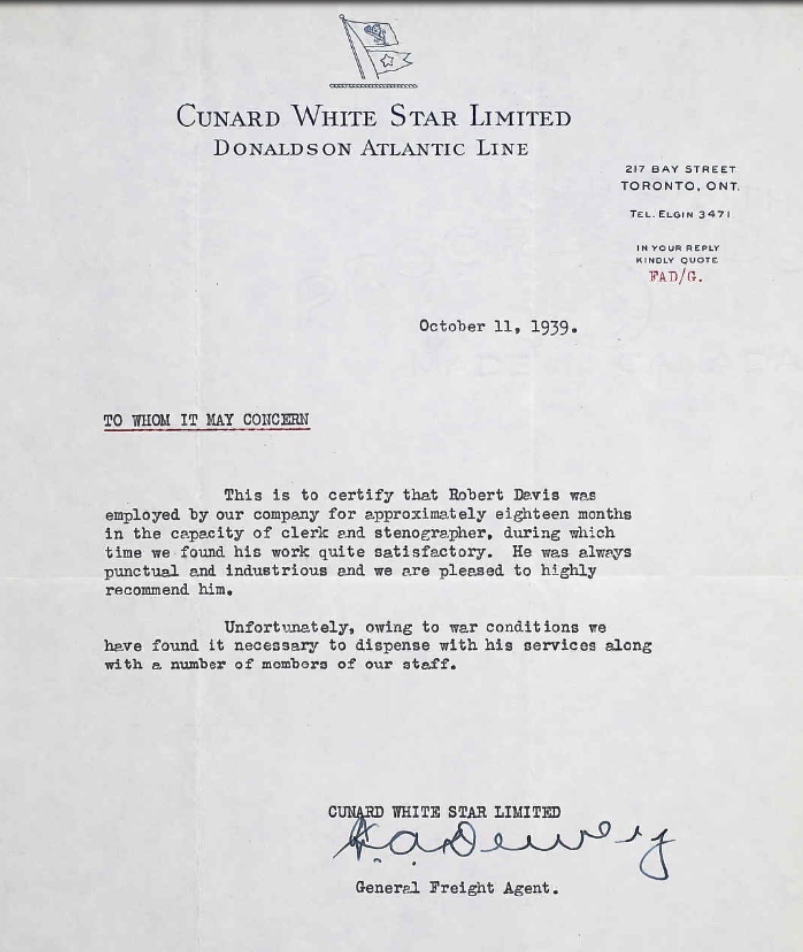 CUNARD WHITE STAR LIMITED
DONALDSON ATLANTIC LINE
217 BAY STREET
TORONTO, ONT.
TEL. ELGIN 3471
IN YOUR REPLY
KINDLY QUOTE
FAD/G.
October 11, 1939.
TO WHOM IT MAY CONCERN
This is to certify that Robert Davis was
employed by our company for approximately eighteen months
in the capacity of clerk and stenographer, during which
time we found his work quite satisfactory. He was always
punctual and industrious and we are pleased to highly
recommend him.
Unfortunately, owing to war conditions we
have found it necessary to dispense with his services along
with a number of members of our staff.
CUNARD WHITE STAR LIMITED
F.A. Dewey
General Freight Agent.